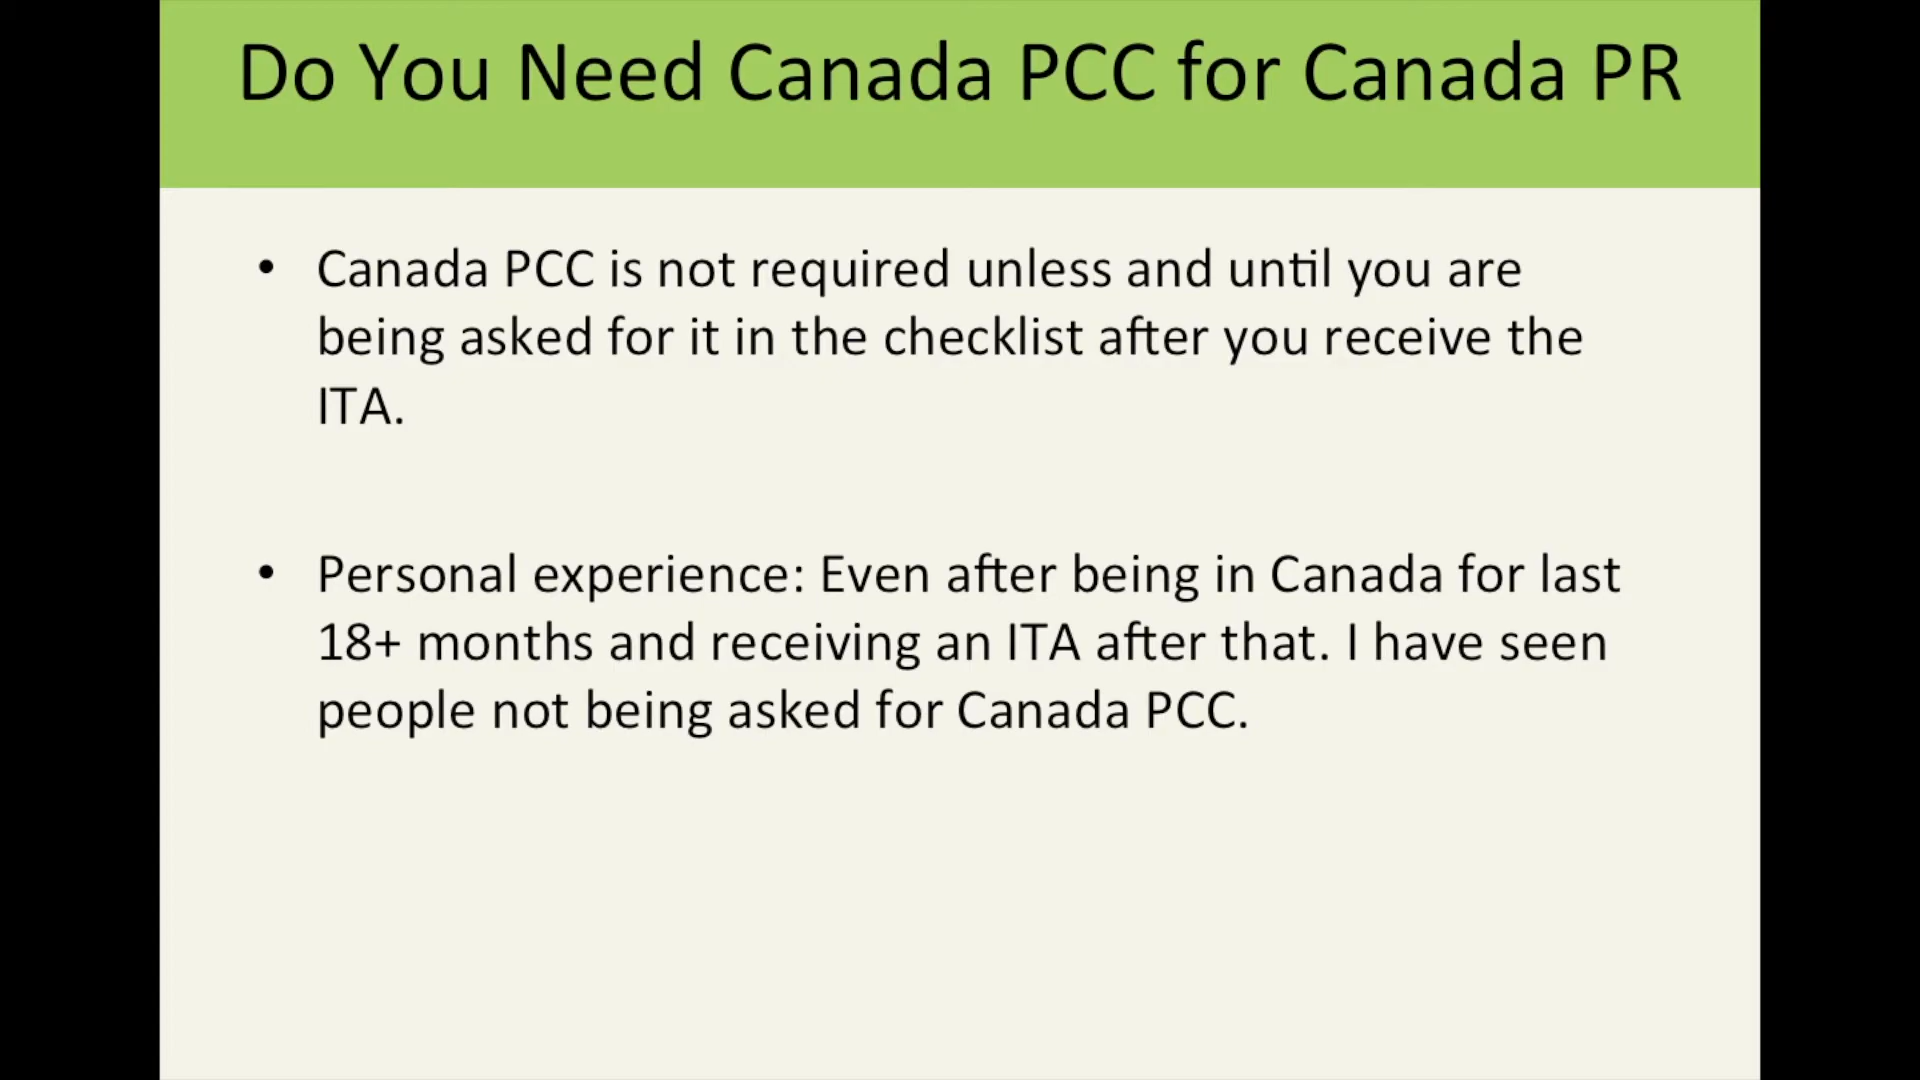 Do You Need Canada PCC for Canada PR
• Canada PCC is not required unless and until you are
being asked for it in the checklist after you receive the
ITA.
• Personal experience: Even after being in Canada for last
18+ months and receiving an ITA after that. I have seen
people not being asked for Canada PCC.